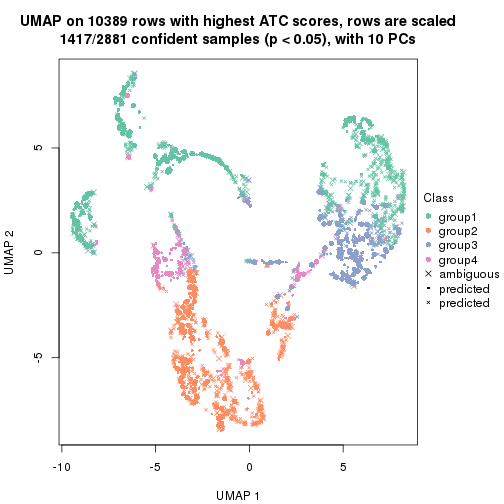 UMAP on 10389 rows with highest ATC scores, rows are scaled
1417/2881 confident samples (p < 0.05), with 10 PCs
5
0
-5
UMAP 2
-10
-5
0
5
UMAP 1
Class
group1
group2
group3
group4
ambiguous
predicted
predicted